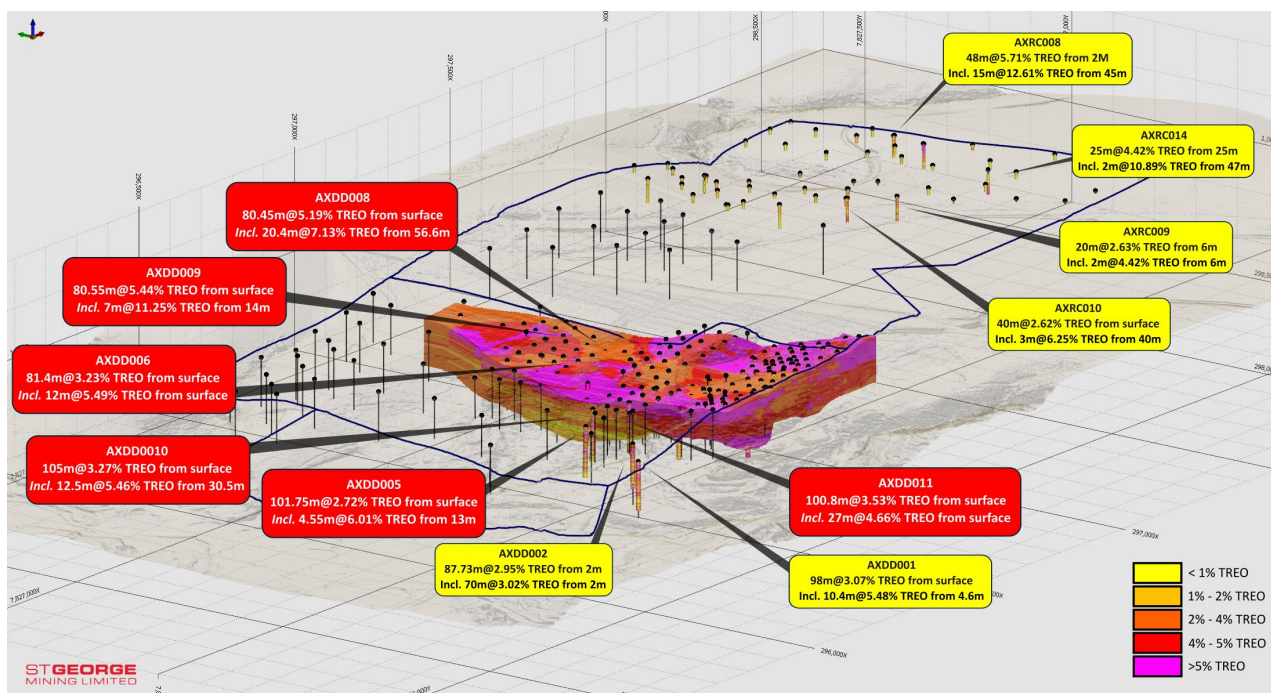 AXRC008
48m@5.71% TREO from 2M
Incl. 15m@12.61% TREO from 45m
AXRC014
25m@4.42% TREO from 25m
Incl. 2m@10.89% TREO from 47m
AXDD008
80.45m@5.19% TREO from surface
Incl. 20.4m@7.13% TREO from 56.6m
AXRC009
20m@2.63% TREO from 6m
Incl. 2m@4.42% TREO from 6m
AXDD009
80.55m@5.44% TREO from surface
Incl. 7m@11.25% TREO from 14m
AXRC010
40m@2.62% TREO from surface
Incl. 3m@6.25% TREO from 40m
AXDD006
81.4m@3.23% TREO from surface
Incl. 12m@5.49% TREO from surface
AXDD0010
105m@3.27% TREO from surface
Incl. 12.5m@5.46% TREO from 30.5m
AXDD005
101.75m@2.72% TREO from surface
Incl. 4.55m@6.01% TREO from 13m
AXDD011
100.8m@3.53% TREO from surface
Incl. 27m@4.66% TREO from surface
AXDD002
87.73m@2.95% TREO from 2m
Incl. 70m@3.02% TREO from 2m
AXDD001
98m@3.07% TREO from surface
Incl. 10.4m@5.48% TREO from 4.6m
296,500X
297,000X
297,500X
298,500X
7,827,500
297,000X
296,000X
7,827,000
< 1% TREO
1% - 2% TREO
2% - 4% TREO
4% - 5% TREO
>5% TREO
ST GEORGE
MINING LIMITED